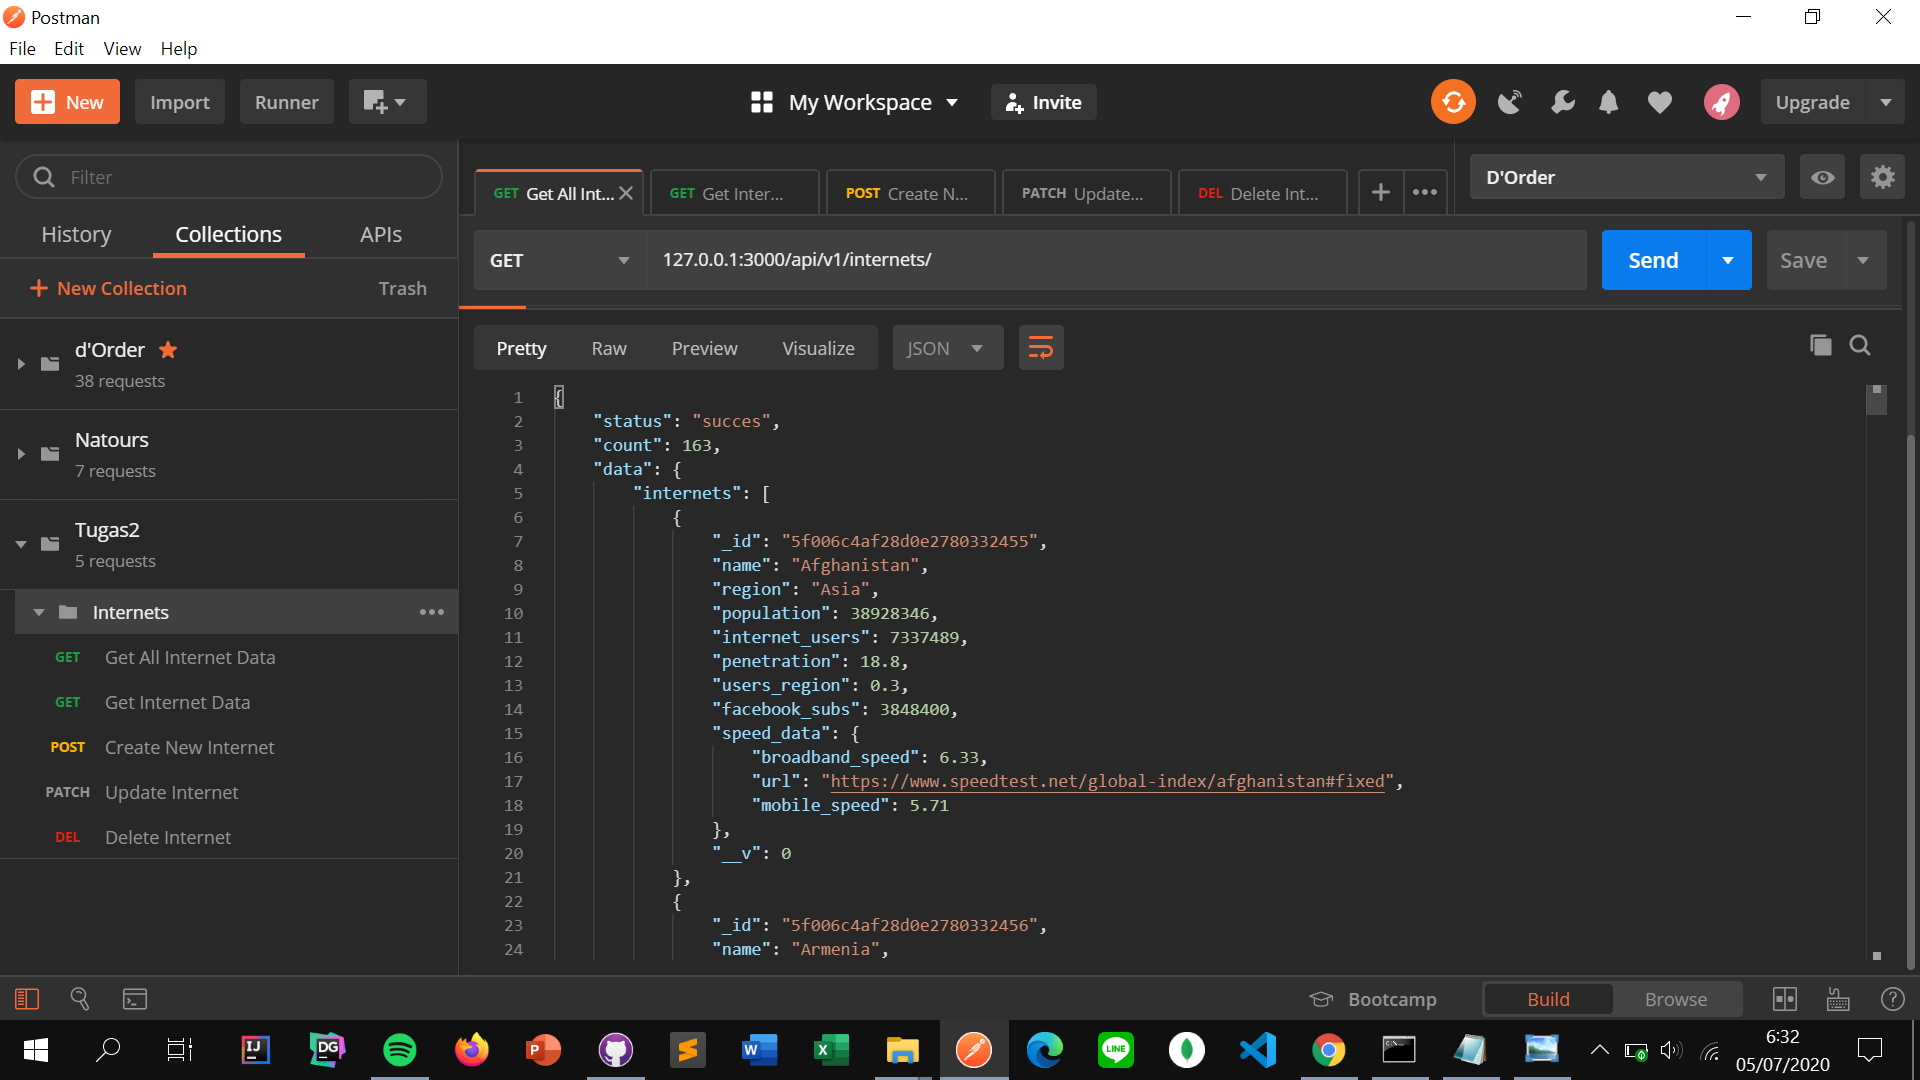 Postman
File Edit View Help
New Import Runner My Workspace Invite Upgrade
Filter
History Collections APIs
New Collection Trash
d'Order
38 requests
Natours
7 requests
Tugas2
5 requests
Internets
GET Get All Internet Data
GET Get Internet Data
POST Create New Internet
PATCH Update Internet
DEL Delete Internet
GET Get All Int... GET Get Inter... POST Create N... PATCH Update... DEL Delete Int...
D'Order
GET 127.0.0.1:3000/api/v1/internets/ Send Save
Pretty Raw Preview Visualize JSON
1 {
2 "status": "succes",
3 "count": 163,
4 "data": {
5 "internets": [
6 {
7 "_id": "5f006c4af28d0e2780332455",
8 "name": "Afghanistan",
9 "region": "Asia",
10 "population": 38928346,
11 "internet_users": 7337489,
12 "penetration": 18.8,
13 "users_region": 0.3,
14 "facebook_subs": 3848400,
15 "speed_data": {
16 "broadband_speed": 6.33,
17 "url": "https://www.speedtest.net/global-index/afghanistan#fixed",
18 "mobile_speed": 5.71
19 },
20 "__v": 0
21 },
22 {
23 "_id": "5f006c4af28d0e2780332456",
24 "name": "Armenia",
Bootcamp Build Browse
6:32
05/07/2020